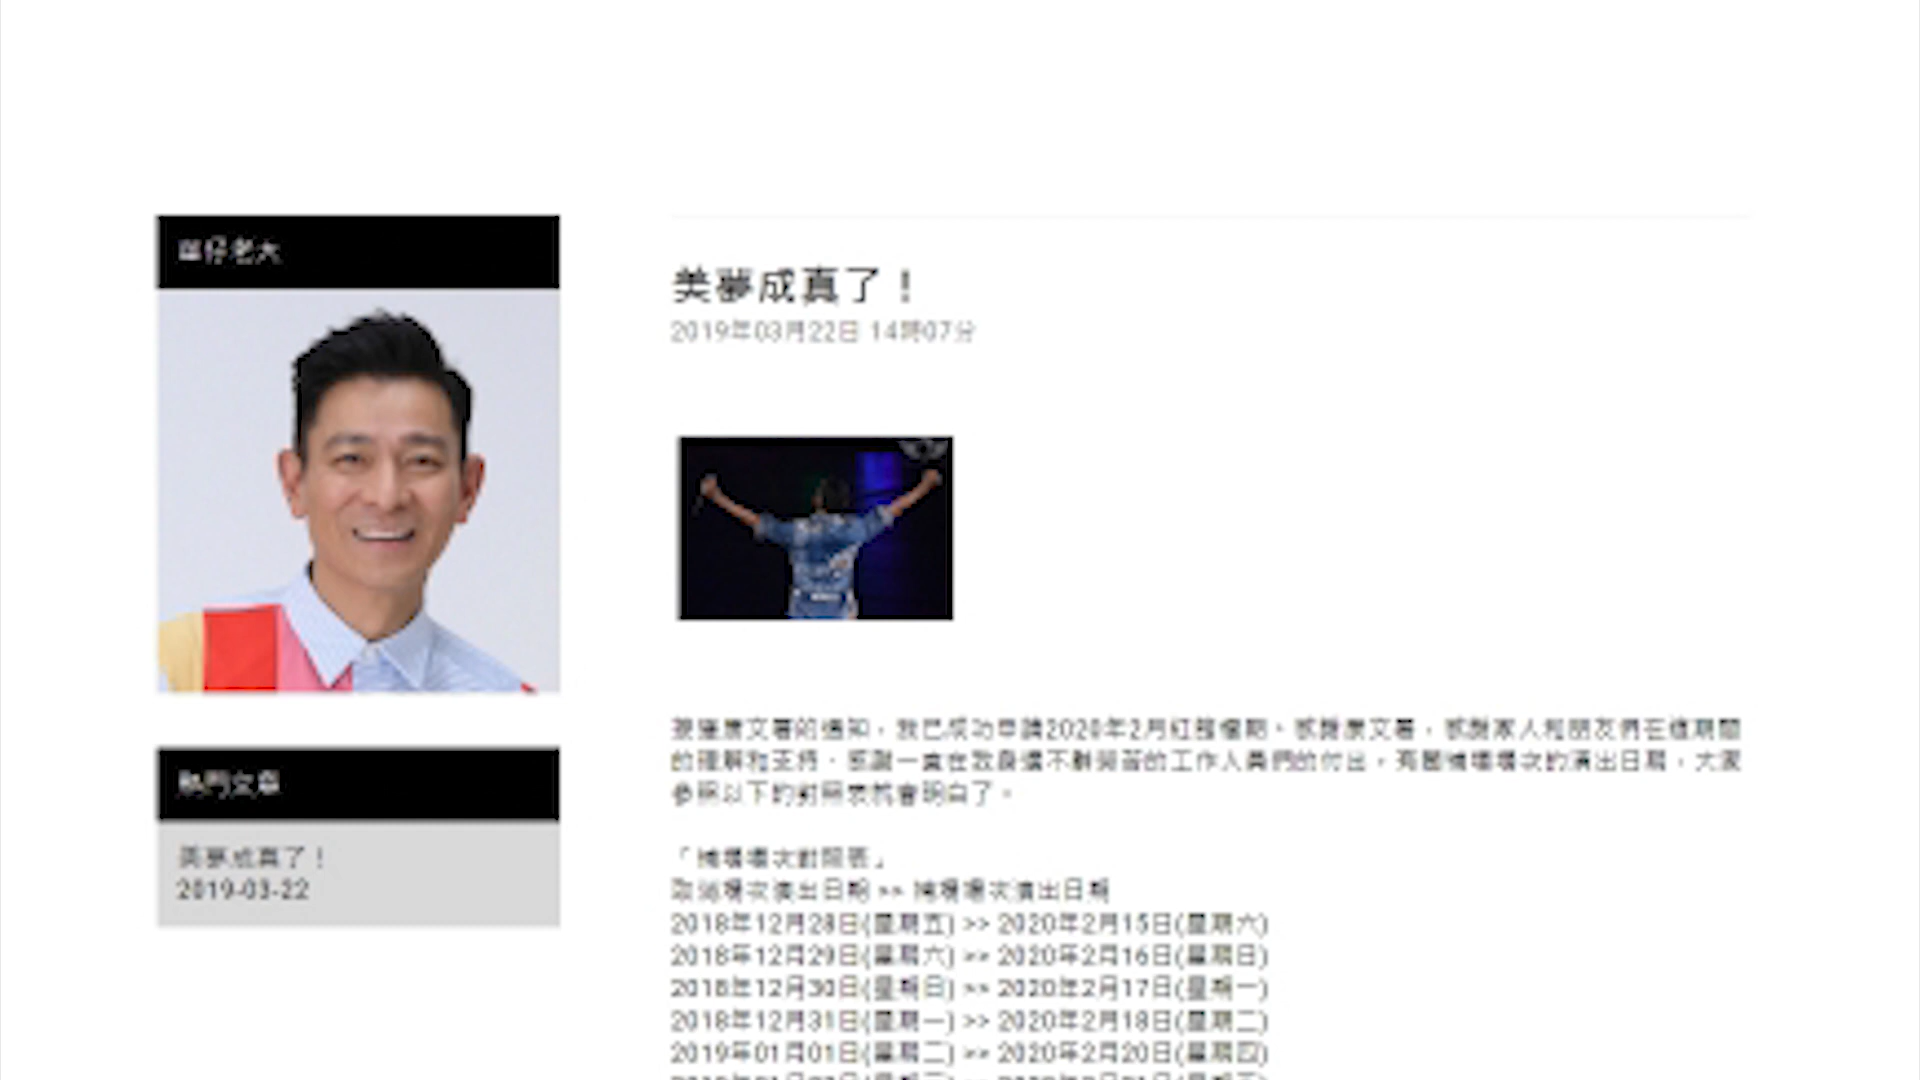 華仔老大
美夢成真了！
2019年03月22日 14時07分
接獲康文署的通知，我已成功申請2020年2月紅館檔期。感謝康文署，感謝家人和朋友們在這期間
的理解和支持，感謝一直在我身邊不辭勞苦的工作人員們的付出，有關補場場次的演出日期，大家
參照以下的對照表就會明白了。
「補場場次對照表」
取消場次演出日期 >> 補場場次演出日期
2018年12月28日(星期五) >> 2020年2月15日(星期六)
2018年12月29日(星期六) >> 2020年2月16日(星期日)
2018年12月30日(星期日) >> 2020年2月17日(星期一)
2018年12月31日(星期一) >> 2020年2月18日(星期二)
2019年01月01日(星期二) >> 2020年2月20日(星期四)
熱門文章
美夢成真了！
2019-03-22